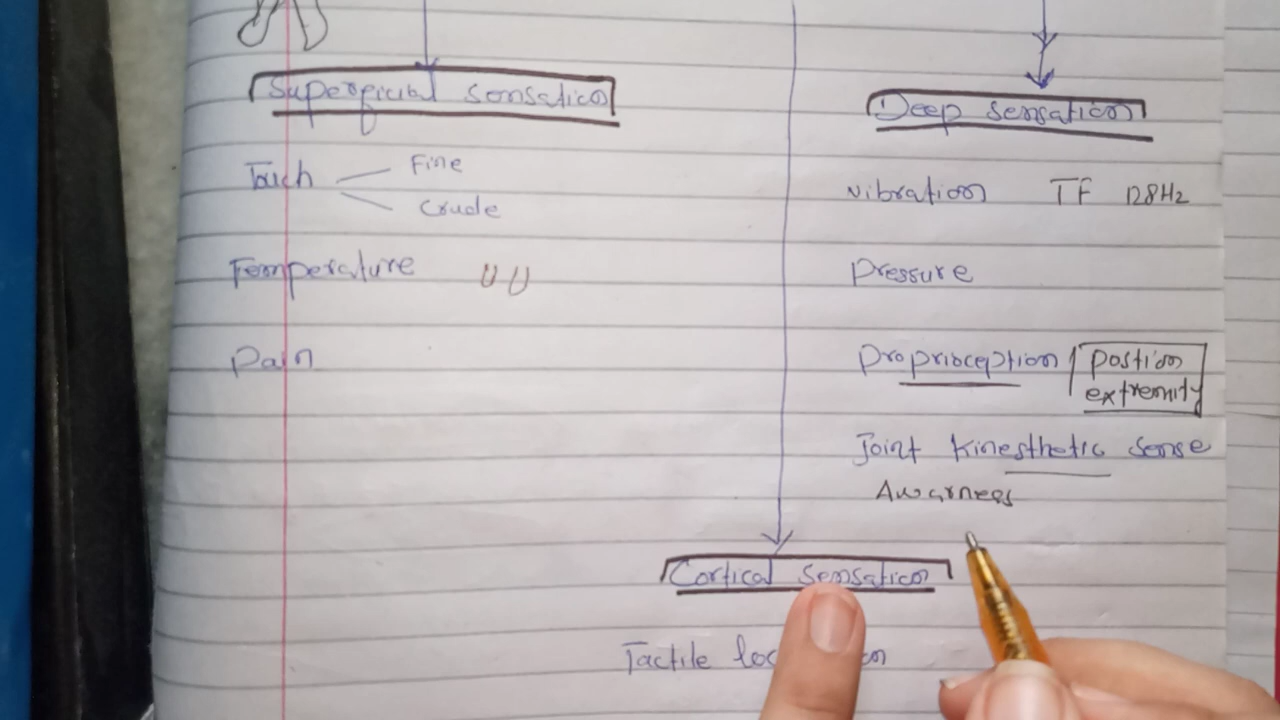 Superficial sensation
Touch
Fine
Crude
Temperature
Pain
Deep sensation
Vibration TF 128Hz
Pressure
Proprioception / postion
extremity
Joint Kinesthetic sense
Awarness
Cortical sensation
Tactile